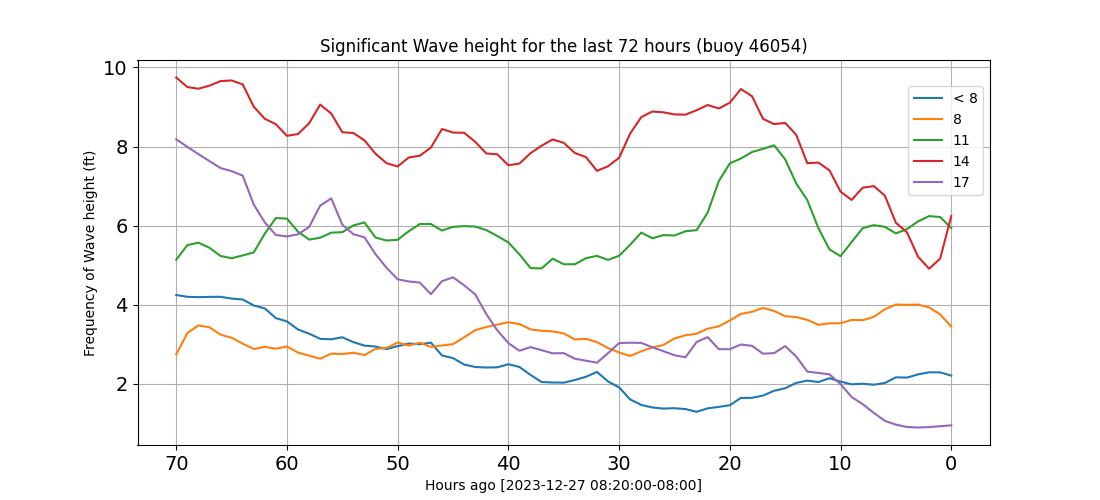 Significant Wave height for the last 72 hours (buoy 46054)
Frequency of Wave height (ft)
10
8
6
4
2
< 8
8
11
14
17
70 60 50 40 30 20 10 0
Hours ago [2023-12-27 08:20:00-08:00]